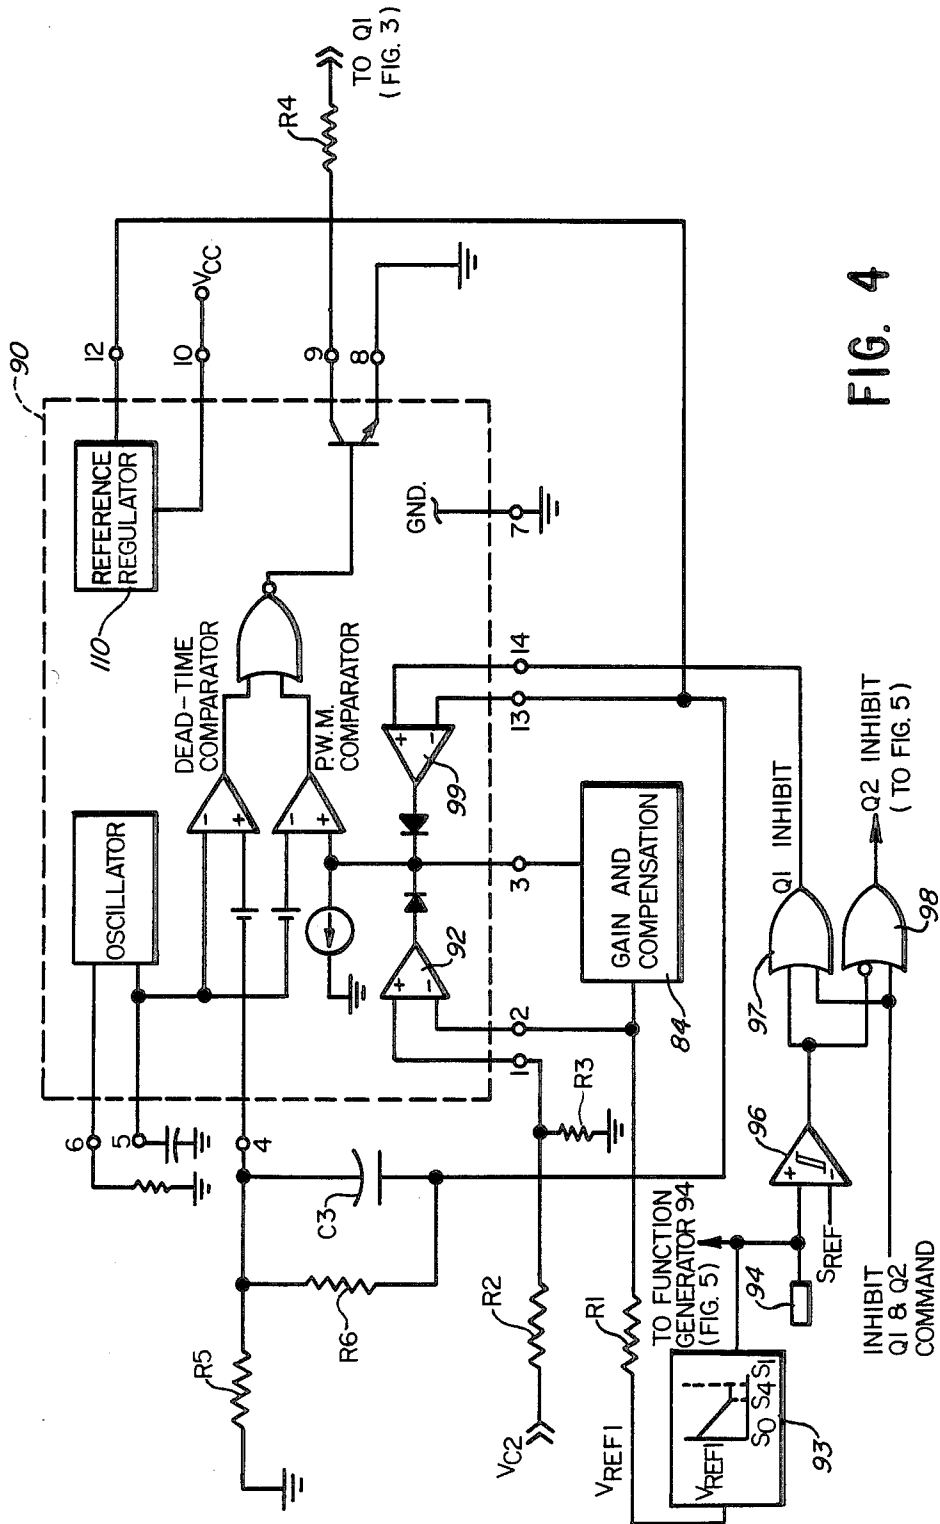 90
12
10
VCC
REFERENCE
REGULATOR
110
R4
TO Q1
(FIG. 3)
9
8
GND.
7
OSCILLATOR
6
5
4
DEAD-TIME
COMPARATOR
P.W.M.
COMPARATOR
-
+
-
+
+
-
99
+
-
92
14
13
3
2
1
GAIN AND
COMPENSATION
84
C3
R5
R6
R3
R2
R1
VC2
VREF1
TO FUNCTION
GENERATOR 94
(FIG. 5)
VREF1
S0 S4 S1
93
94
SREF
+
-
96
97
98
Q1 INHIBIT
Q2 INHIBIT
(TO FIG. 5)
INHIBIT
Q1 & Q2
COMMAND
FIG. 4